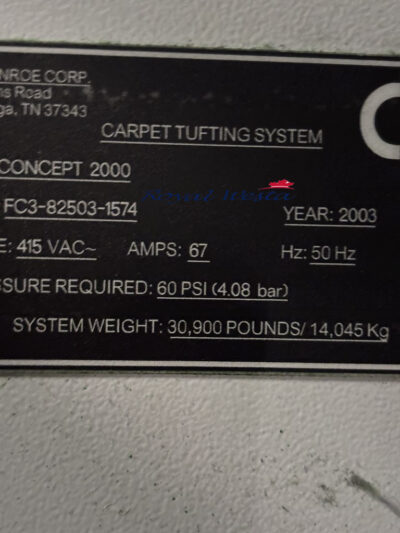 NROE CORP.
ns Road
ga, TN 37343
CARPET TUFTING SYSTEM
CONCEPT 2000
FC3-82503-1574
YEAR: 2003
E: 415 VAC~ AMPS: 67 Hz: 50 Hz
SSURE REQUIRED: 60 PSI (4.08 bar)
SYSTEM WEIGHT: 30,900 POUNDS/ 14,045 Kg